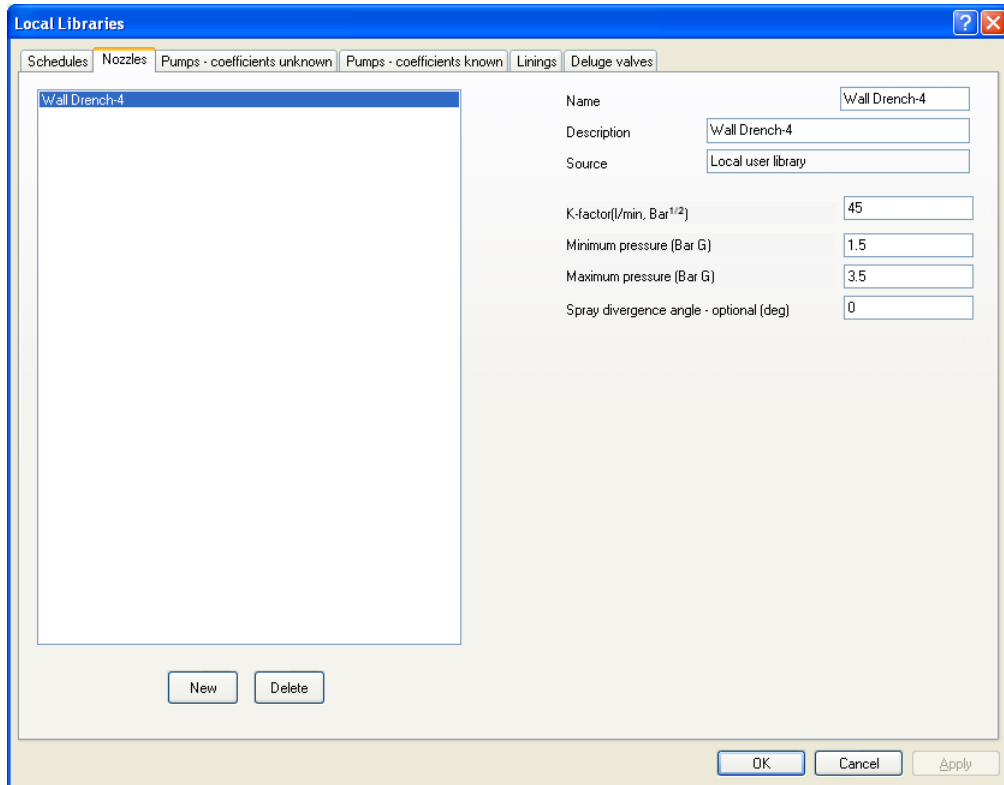 Local Libraries
Schedules Nozzles Pumps - coefficients unknown Pumps - coefficients known Linings Deluge valves
Wall Drench-4
Name Wall Drench-4
Description Wall Drench-4
Source Local user library
K-factor(l/min, Bar^1/2) 45
Minimum pressure (Bar G) 1.5
Maximum pressure (Bar G) 3.5
Spray divergence angle - optional (deg) 0
New Delete
OK Cancel Apply